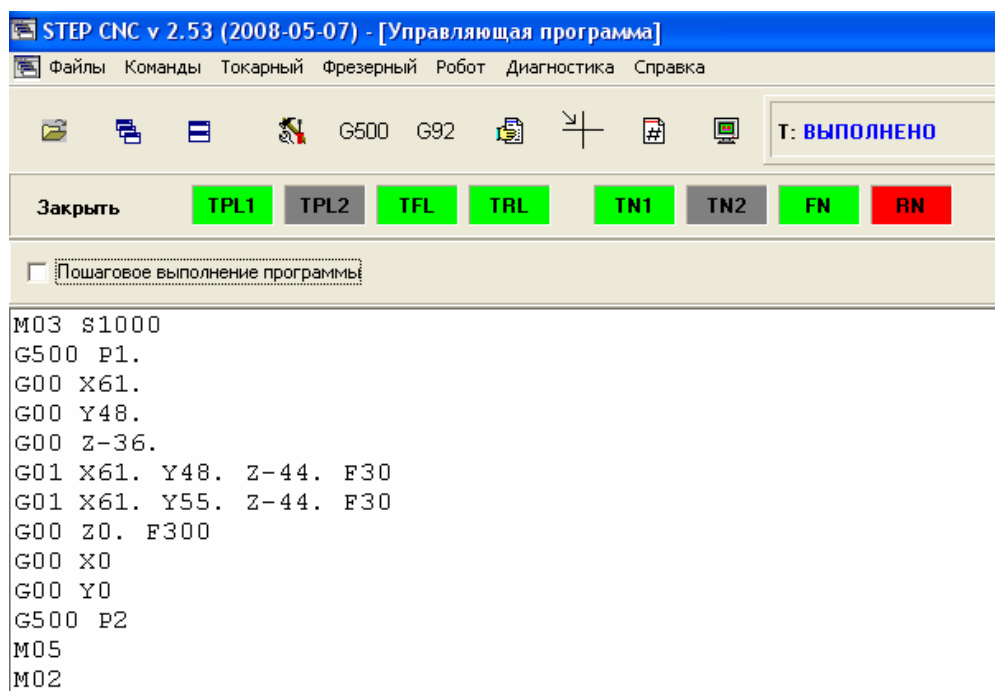 STEP CNC v 2.53 (2008-05-07) - [Управляющая программа]
Файлы Команды Токарный Фрезерный Робот Диагностика Справка
G500 G92 # T: ВЫПОЛНЕНО
Закрыть TPL1 TPL2 TFL TRL TN1 TN2 FN RN
Пошаговое выполнение программы
M03 S1000
G500 P1.
G00 X61.
G00 Y48.
G00 Z-36.
G01 X61. Y48. Z-44. F30
G01 X61. Y55. Z-44. F30
G00 Z0. F300
G00 X0
G00 Y0
G500 P2
M05
M02